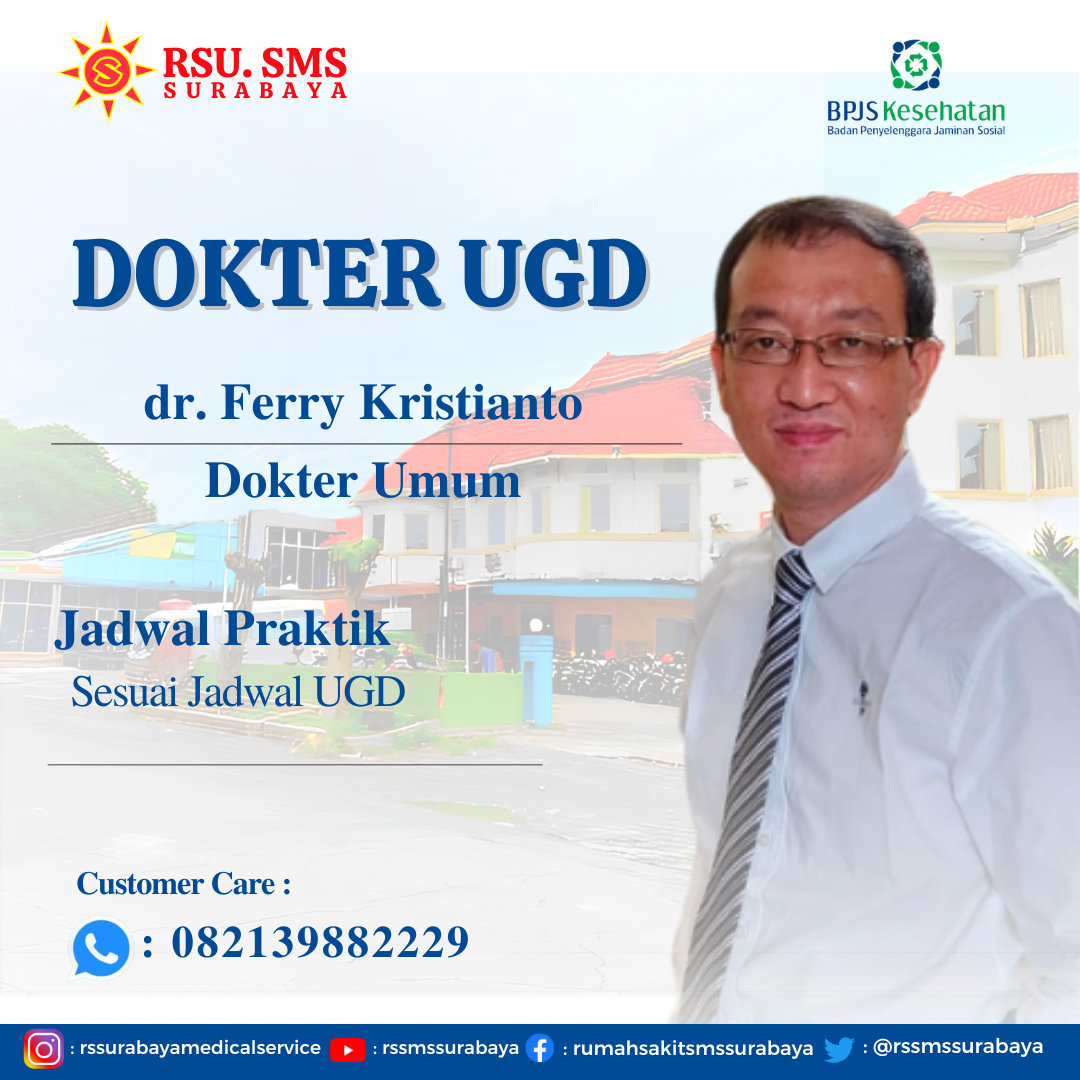 RSU. SMS
SURABAYA
BPJS Kesehatan
Badan Penyelenggara Jaminan Sosial
DOKTER UGD
dr. Ferry Kristianto
Dokter Umum
Jadwal Praktik
Sesuai Jadwal UGD
Customer Care :
: 082139882229
: rssurabayamedicalservice : rssmssurabaya : rumahsakitsmssurabaya : @rssmssurabaya